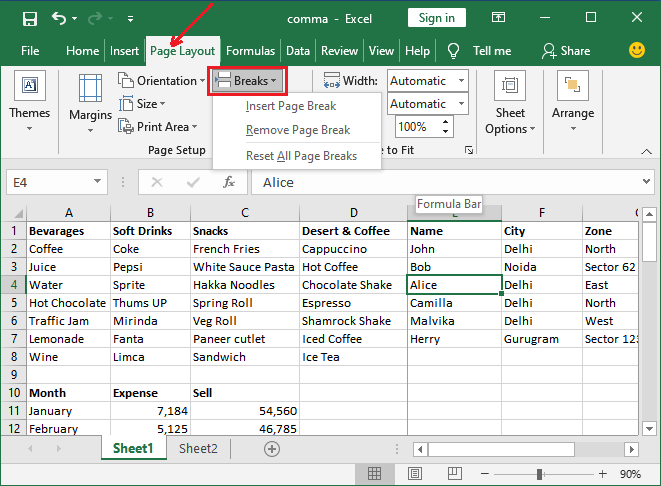 comma - Excel Sign in
File Home Insert Page Layout Formulas Data Review View Help Tell me Share
Themes Margins Orientation Size Print Area Breaks Width: Automatic Automatic 100% Sheet Options Arrange
Insert Page Break
Remove Page Break
Reset All Page Breaks
Page Setup e to Fit
E4 fx Alice
Formula Bar
A B C D E F G
1 Bevarages Soft Drinks Snacks Desert & Coffee Name City Zone
2 Coffee Coke French Fries Cappuccino John Delhi North
3 Juice Pepsi White Sauce Pasta Hot Coffee Bob Noida Sector 62
4 Water Sprite Hakka Noodles Chocolate Shake Alice Delhi East
5 Hot Chocolate Thums UP Spring Roll Espresso Camilla Delhi North
6 Traffic Jam Mirinda Veg Roll Shamrock Shake Malvika Delhi West
7 Lemonade Fanta Paneer cutlet Iced Coffee Herry Gurugram Sector 123
8 Wine Limca Sandwich Ice Tea
9
10 Month Expense Sell
11 January 7,184 54,560
12 February 5,125 46,785
Sheet1 Sheet2
90%